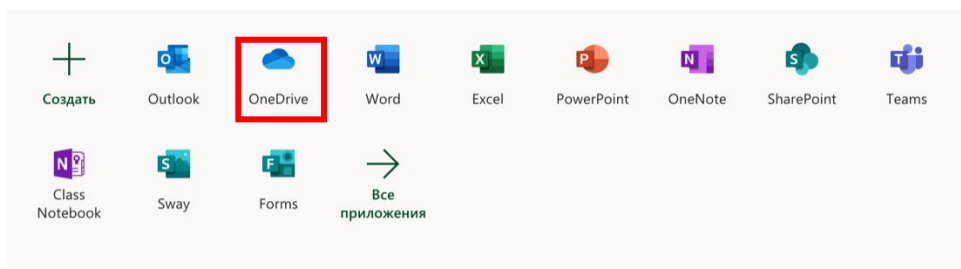 Создать
Outlook
OneDrive
Word
Excel
PowerPoint
OneNote
SharePoint
Teams
Class
Notebook
Sway
Forms
Все
приложения